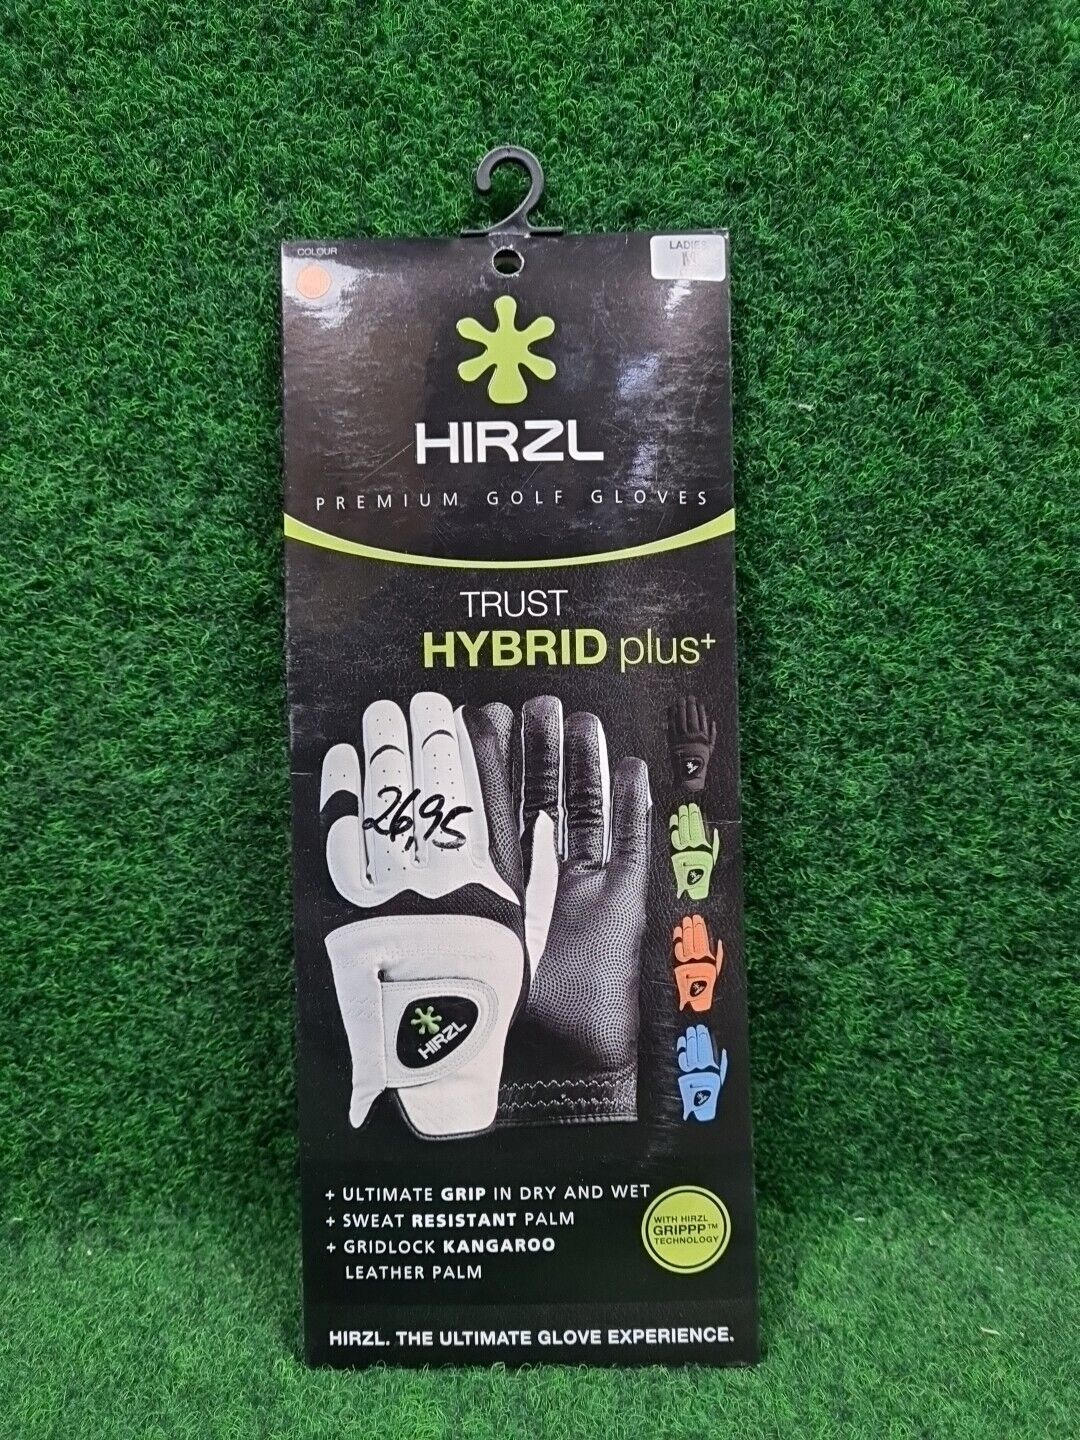 COLOUR
LADIES
HIRZL
PREMIUM GOLF GLOVES
TRUST
HYBRID plus+
26,95
HIRZL
+ ULTIMATE GRIP IN DRY AND WET
+ SWEAT RESISTANT PALM
+ GRIDLOCK KANGAROO
LEATHER PALM
WITH HIRZL
GRIPPP™
TECHNOLOGY
HIRZL. THE ULTIMATE GLOVE EXPERIENCE.